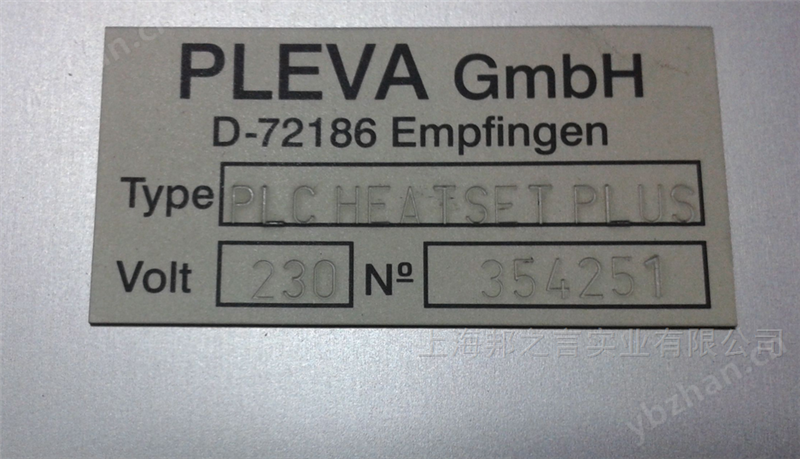 PLEVA GmbH
D-72186 Empfingen
Type PLC HEATSET PLUS
Volt 230 Nº 354251
上海邦之言实业有限公司
ybzhan.cn